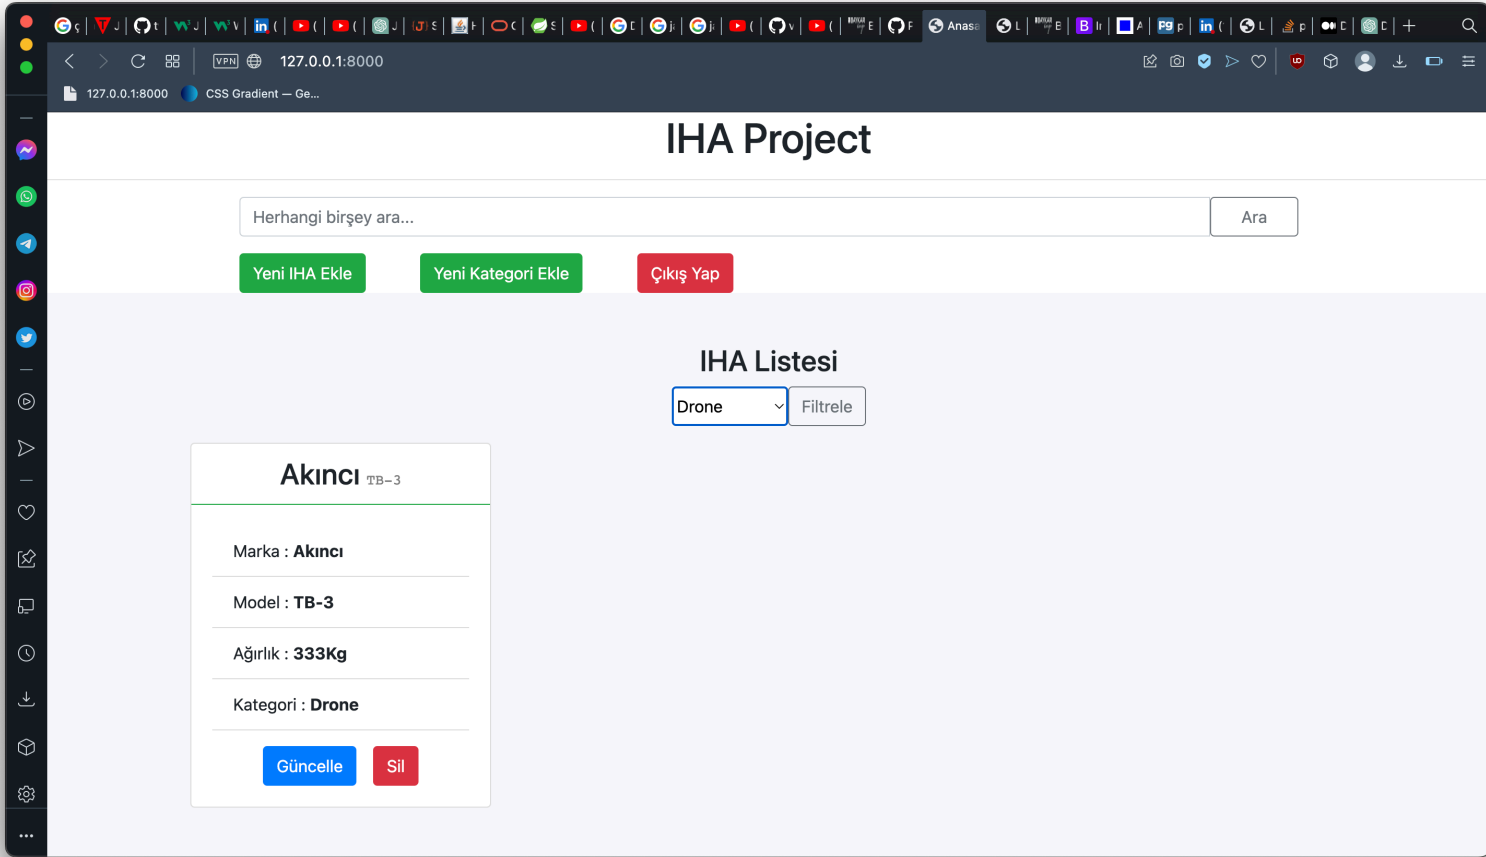 Anasa
VPN 127.0.0.1:8000
127.0.0.1:8000 CSS Gradient — Ge...
IHA Project
Herhangi birşey ara... Ara
Yeni IHA Ekle Yeni Kategori Ekle Çıkış Yap
IHA Listesi
Drone Filtrele
Akıncı TB-3
Marka : Akıncı
Model : TB-3
Ağırlık : 333Kg
Kategori : Drone
Güncelle Sil